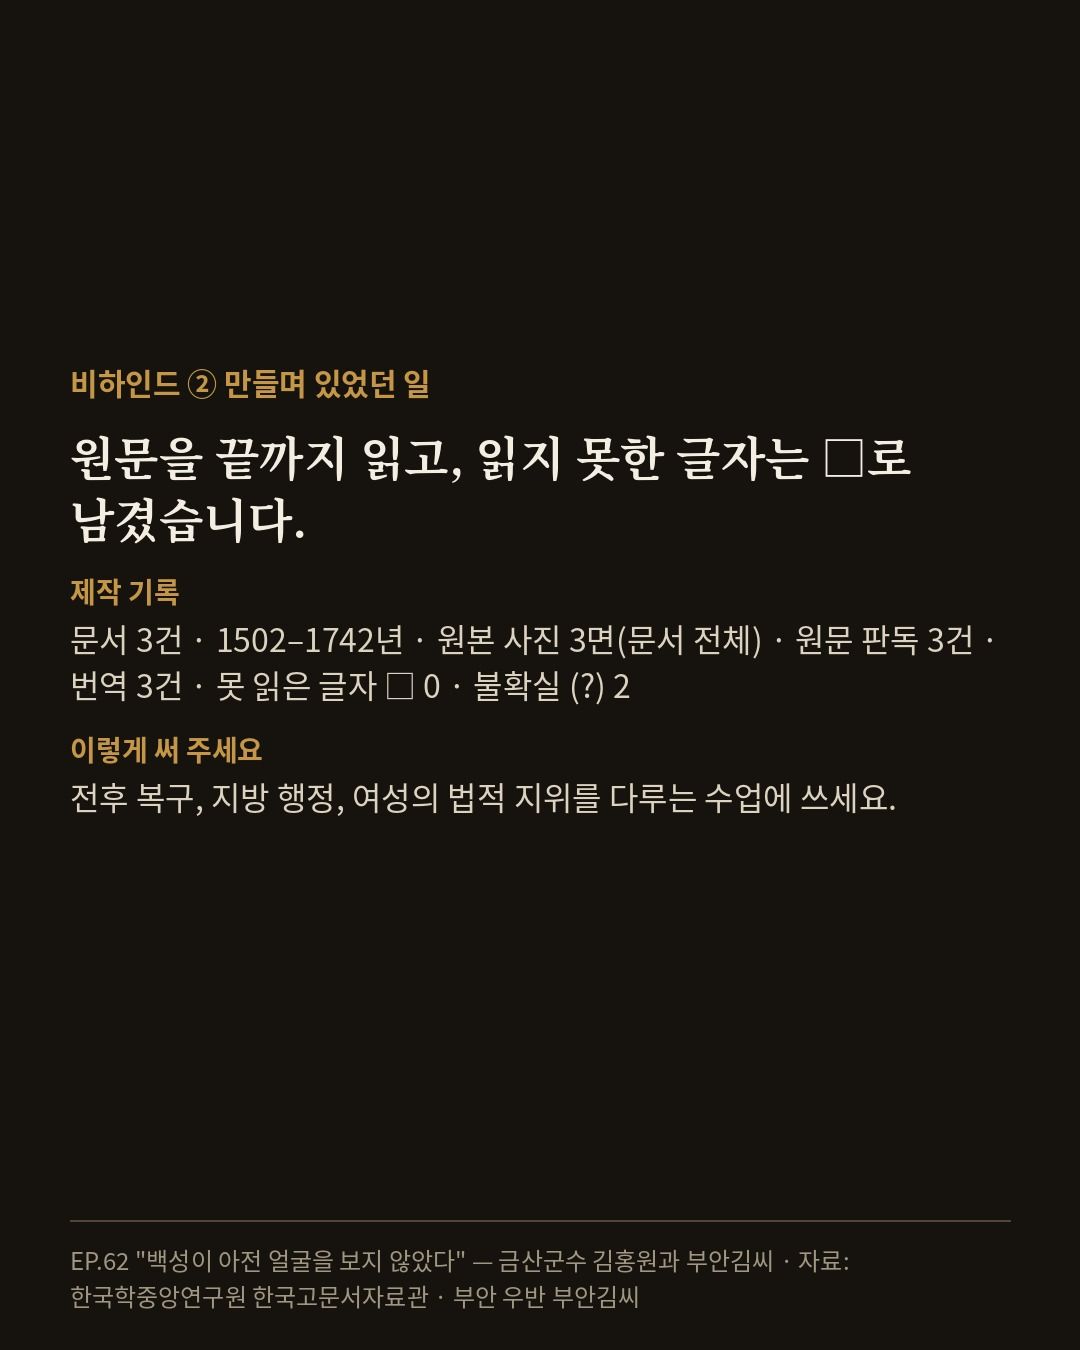 비하인드 ② 만들며 있었던 일
원문을 끝까지 읽고, 읽지 못한 글자는 □로
남겼습니다.
제작 기록
문서 3건 · 1502–1742년 · 원본 사진 3면(문서 전체) · 원문 판독 3건 ·
번역 3건 · 못 읽은 글자 □ 0 · 불확실 (?) 2
이렇게 써 주세요
전후 복구, 지방 행정, 여성의 법적 지위를 다루는 수업에 쓰세요.
EP.62 "백성이 아전 얼굴을 보지 않았다" — 금산군수 김홍원과 부안김씨 · 자료:
한국학중앙연구원 한국고문서자료관 · 부안 우반 부안김씨